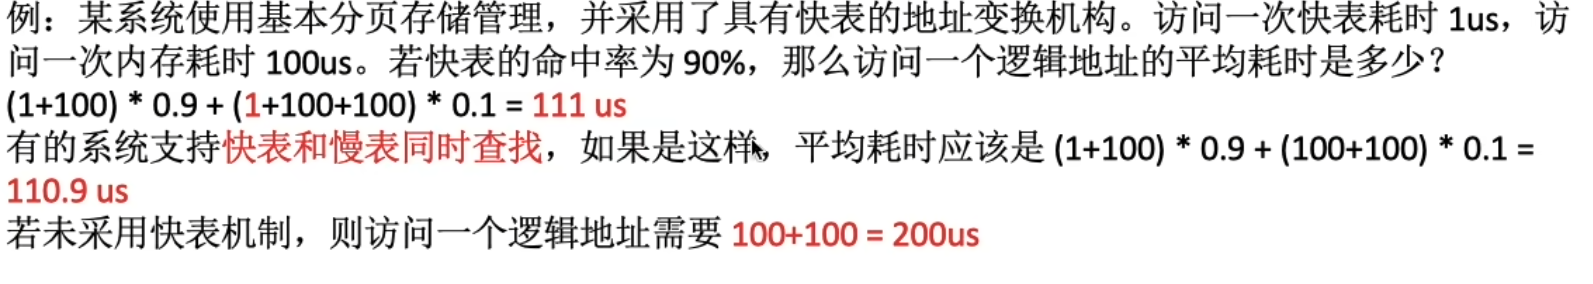 例：某系统使用基本分页存储管理，并采用了具有快表的地址变换机构。访问一次快表耗时 1us，访
问一次内存耗时 100us。若快表的命中率为 90%，那么访问一个逻辑地址的平均耗时是多少？
(1+100) * 0.9 + (1+100+100) * 0.1 = 111 us
有的系统支持快表和慢表同时查找，如果是这样，平均耗时应该是 (1+100) * 0.9 + (100+100) * 0.1 =
110.9 us
若未采用快表机制，则访问一个逻辑地址需要 100+100 = 200us